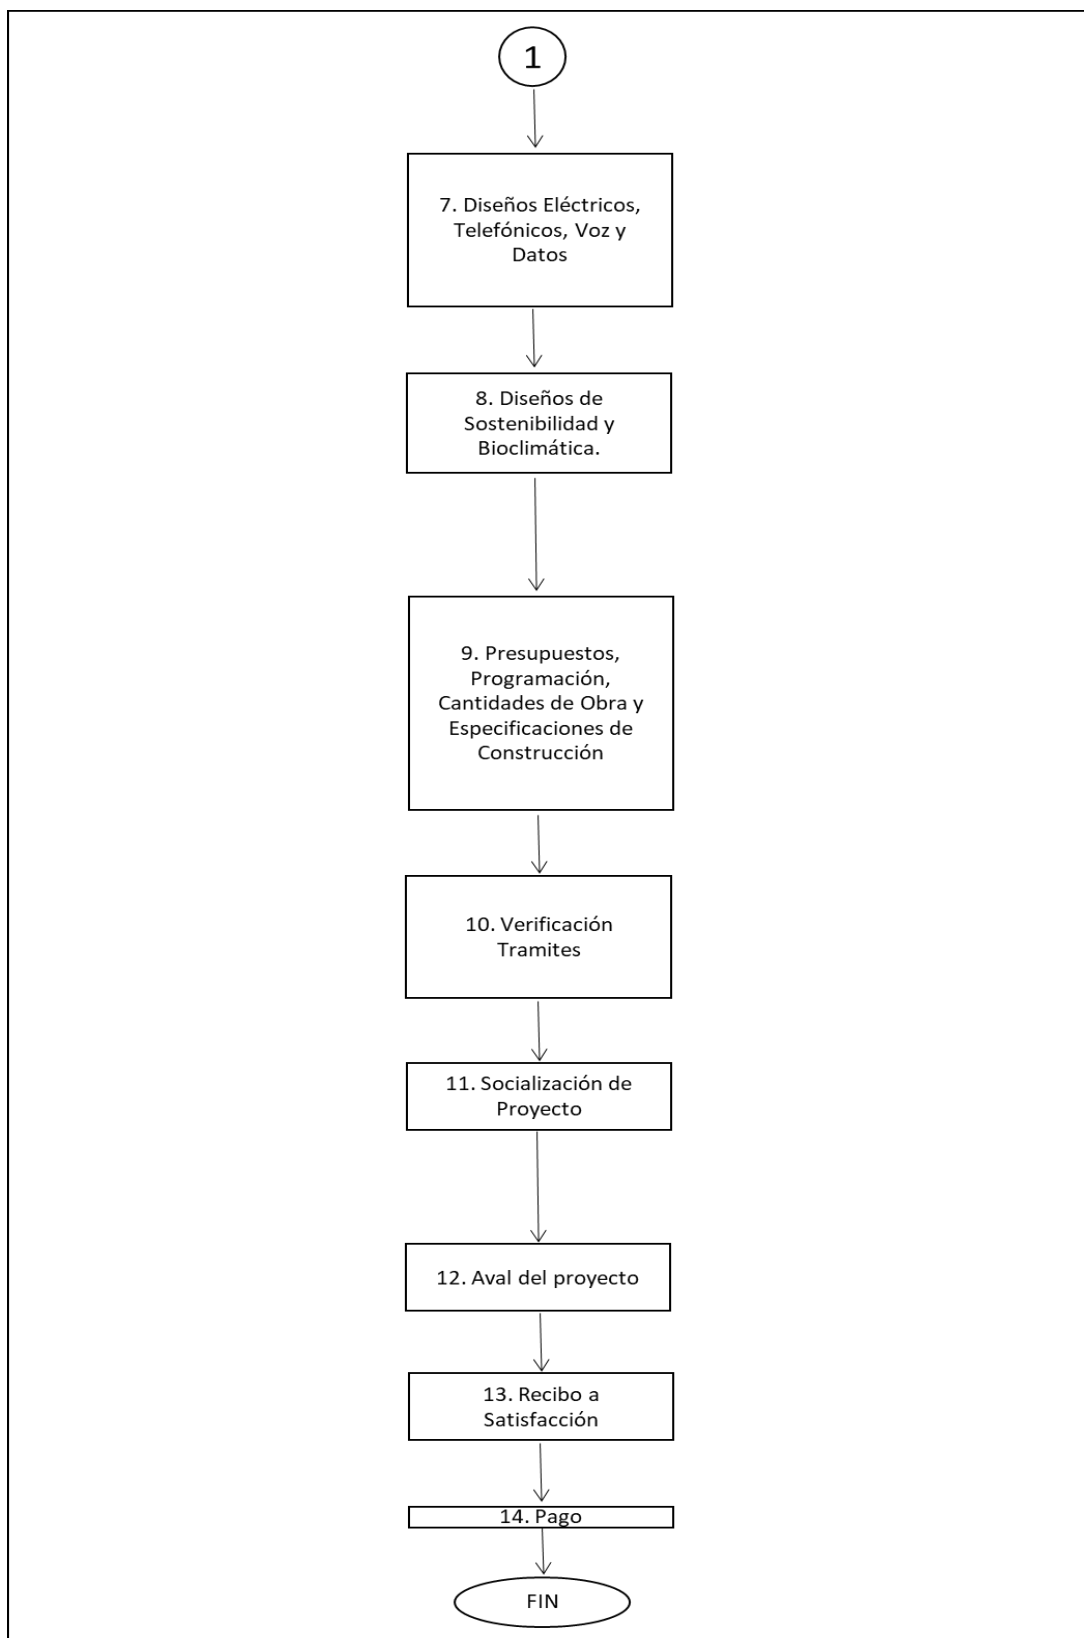 1
7. Diseños Eléctricos,
Telefónicos, Voz y
Datos
8. Diseños de
Sostenibilidad y
Bioclimática.
9. Presupuestos,
Programación,
Cantidades de Obra y
Especificaciones de
Construcción
10. Verificación
Tramites
11. Socialización de
Proyecto
12. Aval del proyecto
13. Recibo a
Satisfacción
14. Pago
FIN